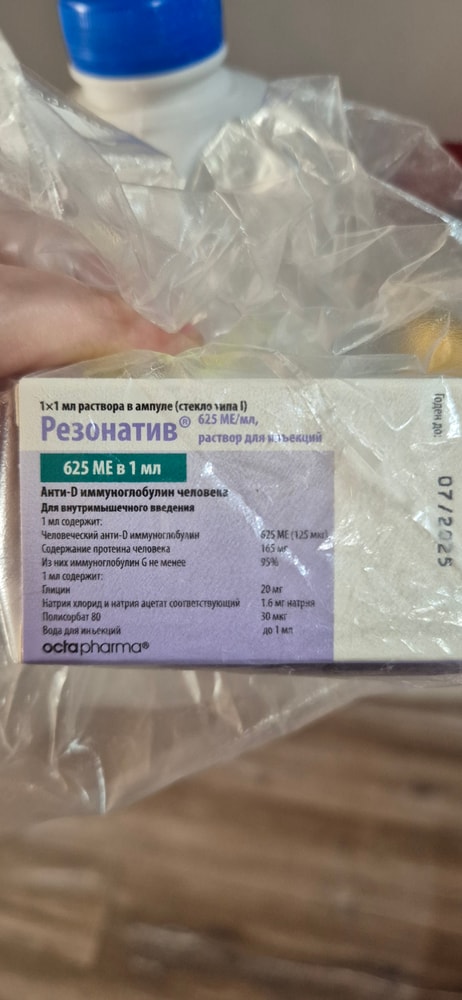 1×1 мл раствора в ампуле (стекло типа I)
Резонатив® 625 МЕ/мл,
раствор для инъекций
625 МЕ в 1 мл
Анти-D иммуноглобулин человека
Для внутримышечного введения
1 мл содержит:
Человеческий анти-D иммуноглобулин 625 МЕ (125 мкг)
Содержание протеина человека 165 мг
Из них иммуноглобулин G не менее 95%
1 мл содержит:
Глицин 20 мг
Натрия хлорид и натрия ацетат соответствующий 1.6 мг натрия
Полисорбат 80 30 мкг
Вода для инъекций до 1 мл
octapharma®
Годен до:
07/2025